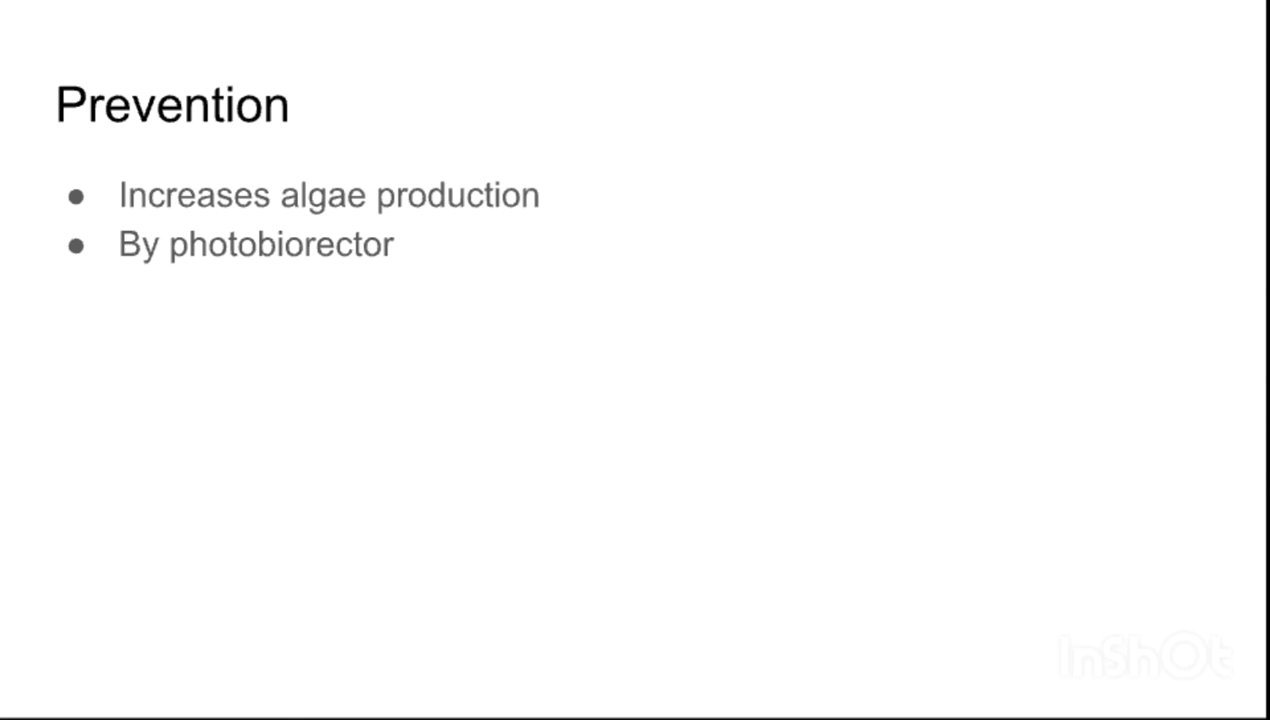 Prevention
● Increases algae production
● By photobiorector
InShOt